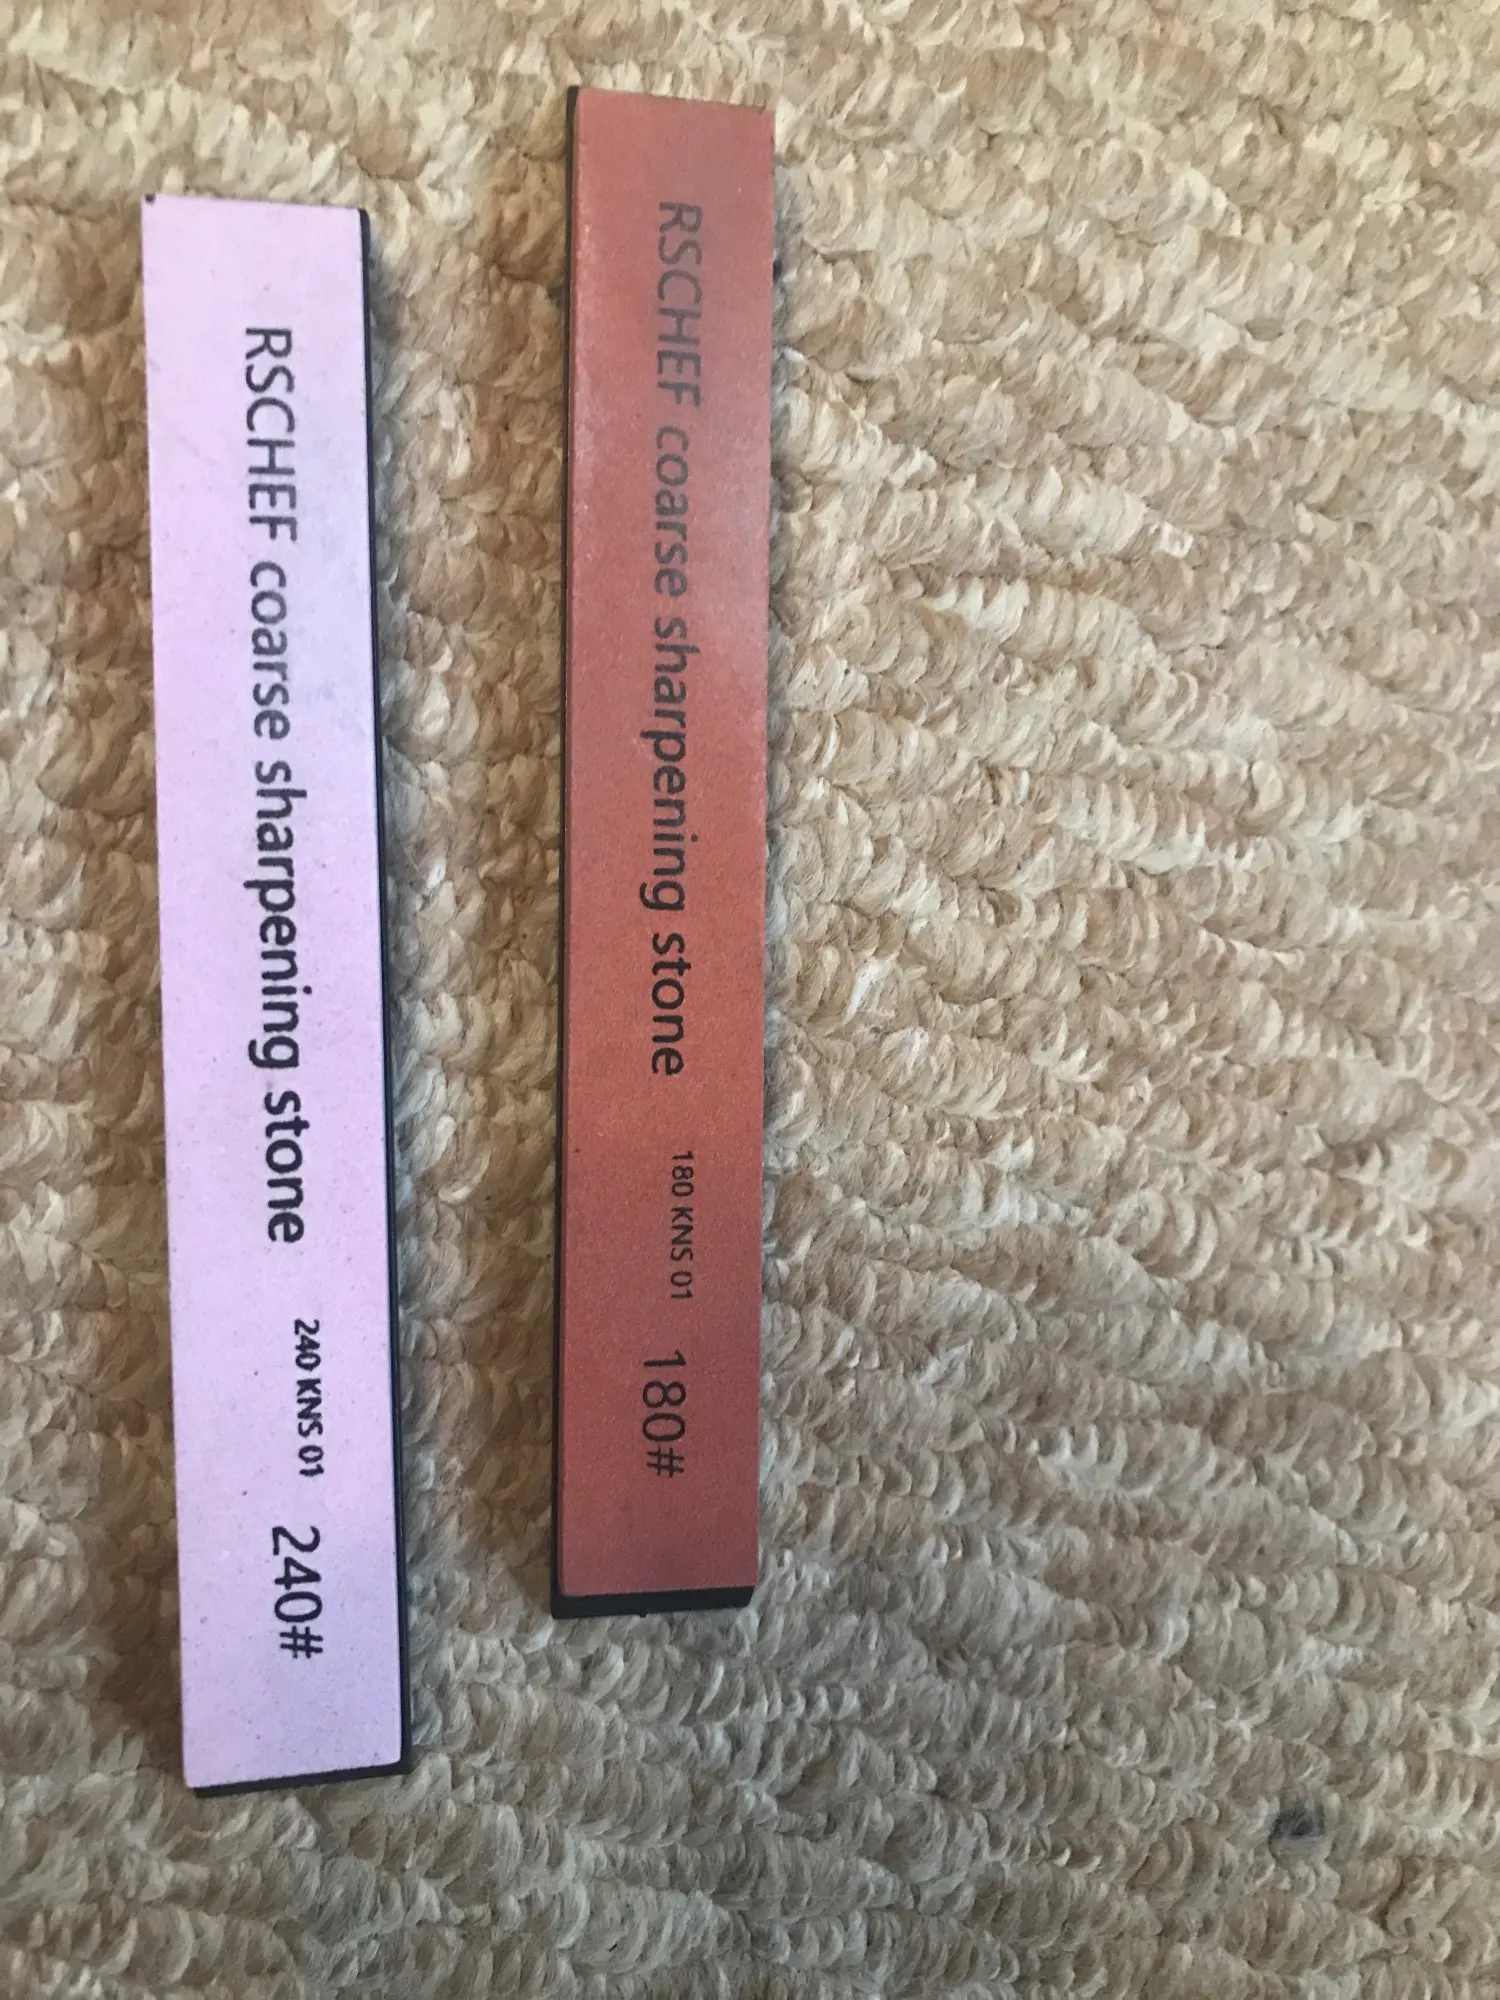 RSCHEF coarse sharpening stone 240 KNS 01 240#
RSCHEF coarse sharpening stone 180 KNS 01 180#